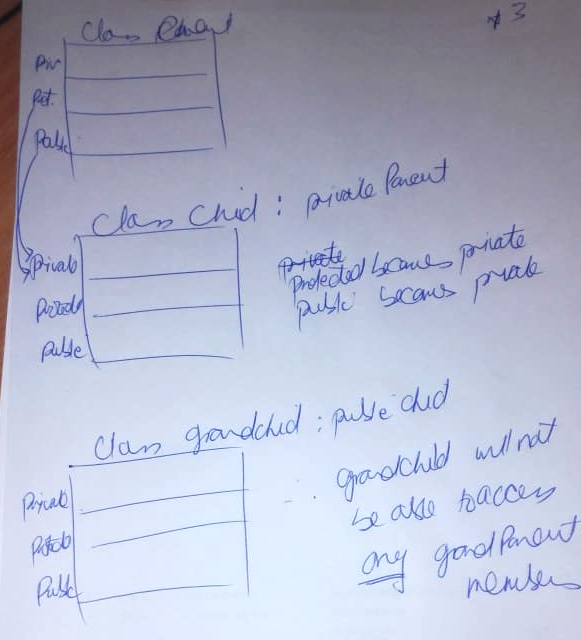 # 3
Class Parent
Priv
Prot.
Public
Class Child : private Parent
Private
Protected
Public
private
Protected becomes private
public becomes private
Class grandchild : public child
Private
Protected
Public
grandchild will not
be able to access
any grandParent
members